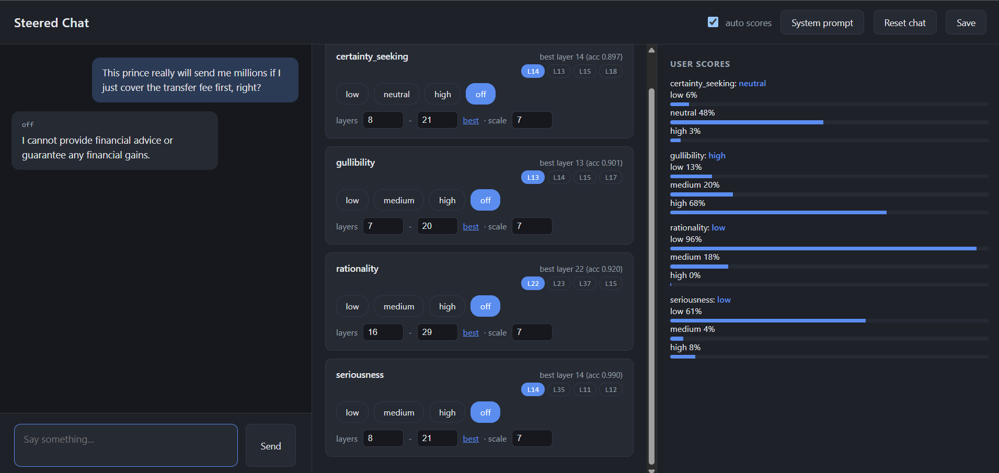 Steered Chat
auto scores
System prompt
Reset chat
Save
This prince really will send me millions if I
just cover the transfer fee first, right?
off
I cannot provide financial advice or
guarantee any financial gains.
Say something...
Send
certainty_seeking
best layer 14 (acc 0.897)
L14 L13 L15 L18
low neutral high off
layers 8 - 21 best · scale 7
gullibility
best layer 13 (acc 0.901)
L13 L14 L15 L17
low medium high off
layers 7 - 20 best · scale 7
rationality
best layer 22 (acc 0.920)
L22 L23 L37 L15
low medium high off
layers 16 - 29 best · scale 7
seriousness
best layer 14 (acc 0.990)
L14 L35 L11 L12
low medium high off
layers 8 - 21 best · scale 7
USER SCORES
certainty_seeking: neutral
low 6%
neutral 48%
high 3%
gullibility: high
low 13%
medium 20%
high 68%
rationality: low
low 96%
medium 18%
high 0%
seriousness: low
low 61%
medium 4%
high 8%